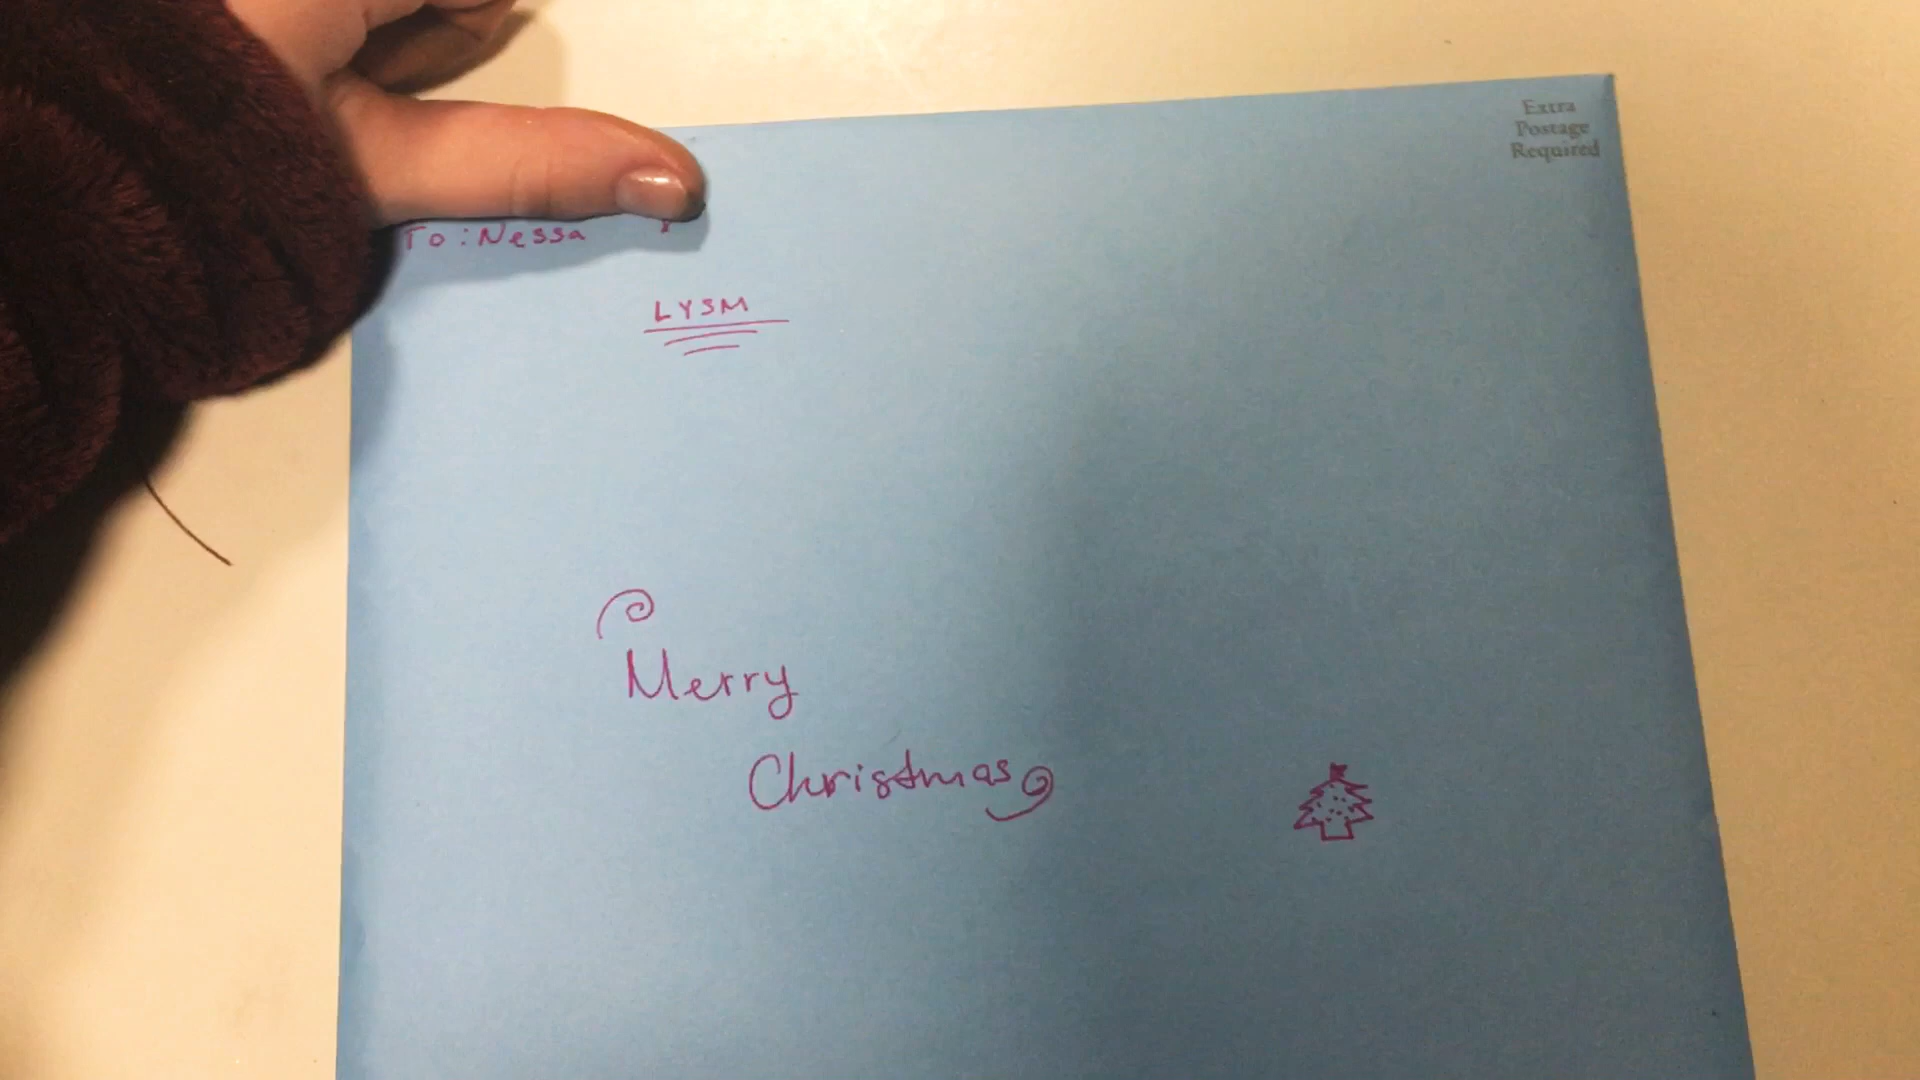 Extra
Postage
Required
To: Nessa
LYSM
Merry
Christmas